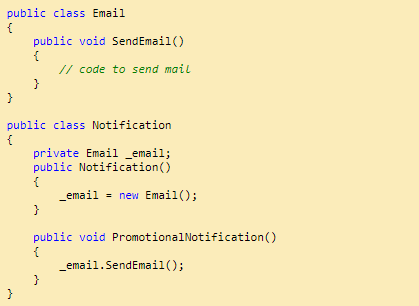 public class Email
{
    public void SendEmail()
    {
        // code to send mail
    }
}

public class Notification
{
    private Email _email;
    public Notification()
    {
        _email = new Email();
    }

    public void PromotionalNotification()
    {
        _email.SendEmail();
    }
}